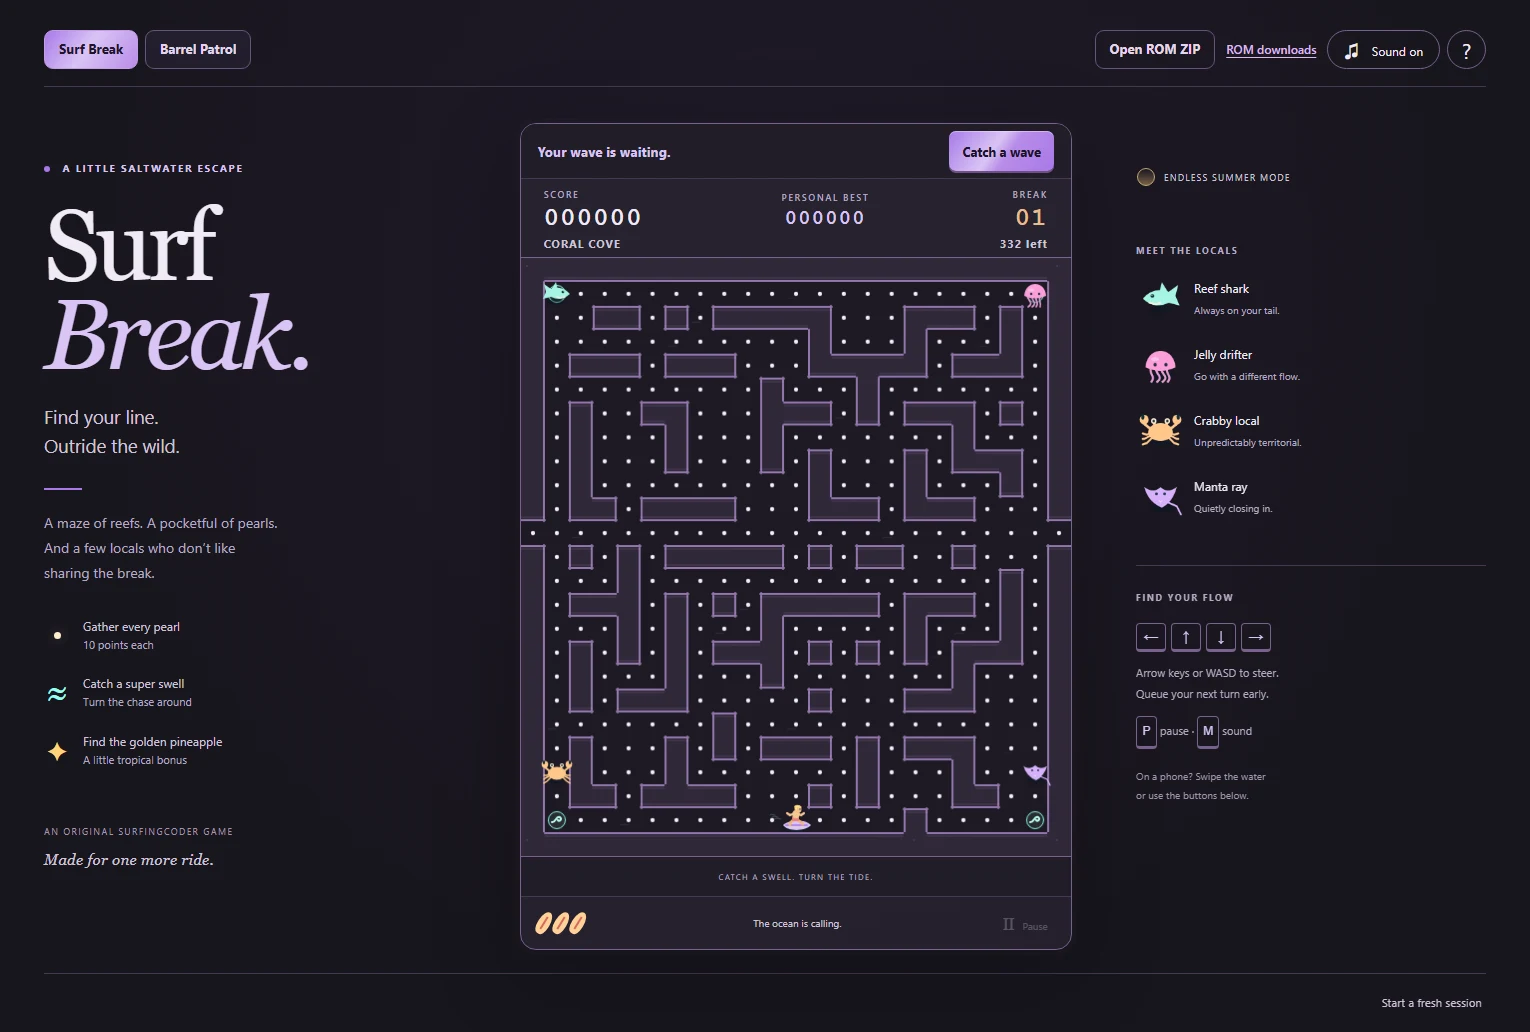 Surf Break
Barrel Patrol
Open ROM ZIP
ROM downloads
Sound on
?
A LITTLE SALTWATER ESCAPE
Surf
Break.
Find your line.
Outride the wild.
A maze of reefs. A pocketful of pearls.
And a few locals who don’t like
sharing the break.
Gather every pearl
10 points each
Catch a super swell
Turn the chase around
Find the golden pineapple
A little tropical bonus
AN ORIGINAL SURFINGCODER GAME
Made for one more ride.
Your wave is waiting.
Catch a wave
SCORE
000000
CORAL COVE
PERSONAL BEST
000000
BREAK
01
332 left
CATCH A SWELL. TURN THE TIDE.
The ocean is calling.
Pause
ENDLESS SUMMER MODE
MEET THE LOCALS
Reef shark
Always on your tail.
Jelly drifter
Go with a different flow.
Crabby local
Unpredictably territorial.
Manta ray
Quietly closing in.
FIND YOUR FLOW
← ↑ ↓ →
Arrow keys or WASD to steer.
Queue your next turn early.
P pause · M sound
On a phone? Swipe the water
or use the buttons below.
Start a fresh session